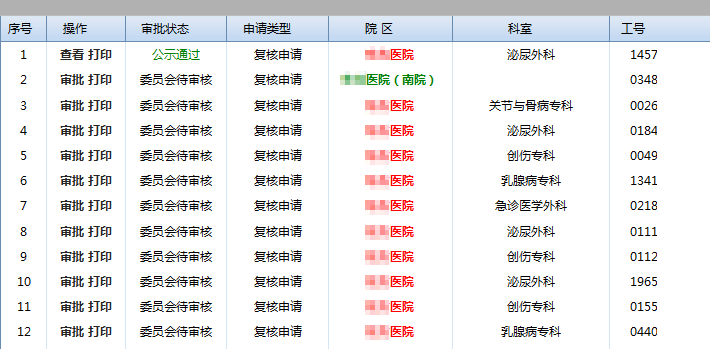 序号 操作 审批状态 申请类型 院 区 科室 工号
1 查看 打印 公示通过 复核申请 医院 泌尿外科 1457
2 审批 打印 委员会待审核 复核申请 医院（南院） 0348
3 审批 打印 委员会待审核 复核申请 医院 关节与骨病专科 0026
4 审批 打印 委员会待审核 复核申请 医院 泌尿外科 0184
5 审批 打印 委员会待审核 复核申请 医院 创伤专科 0049
6 审批 打印 委员会待审核 复核申请 医院 乳腺病专科 1341
7 审批 打印 委员会待审核 复核申请 医院 急诊医学外科 0218
8 审批 打印 委员会待审核 复核申请 医院 泌尿外科 0111
9 审批 打印 委员会待审核 复核申请 医院 创伤专科 0112
10 审批 打印 委员会待审核 复核申请 医院 泌尿外科 1965
11 审批 打印 委员会待审核 复核申请 医院 创伤专科 0155
12 审批 打印 委员会待审核 复核申请 医院 乳腺病专科 0440